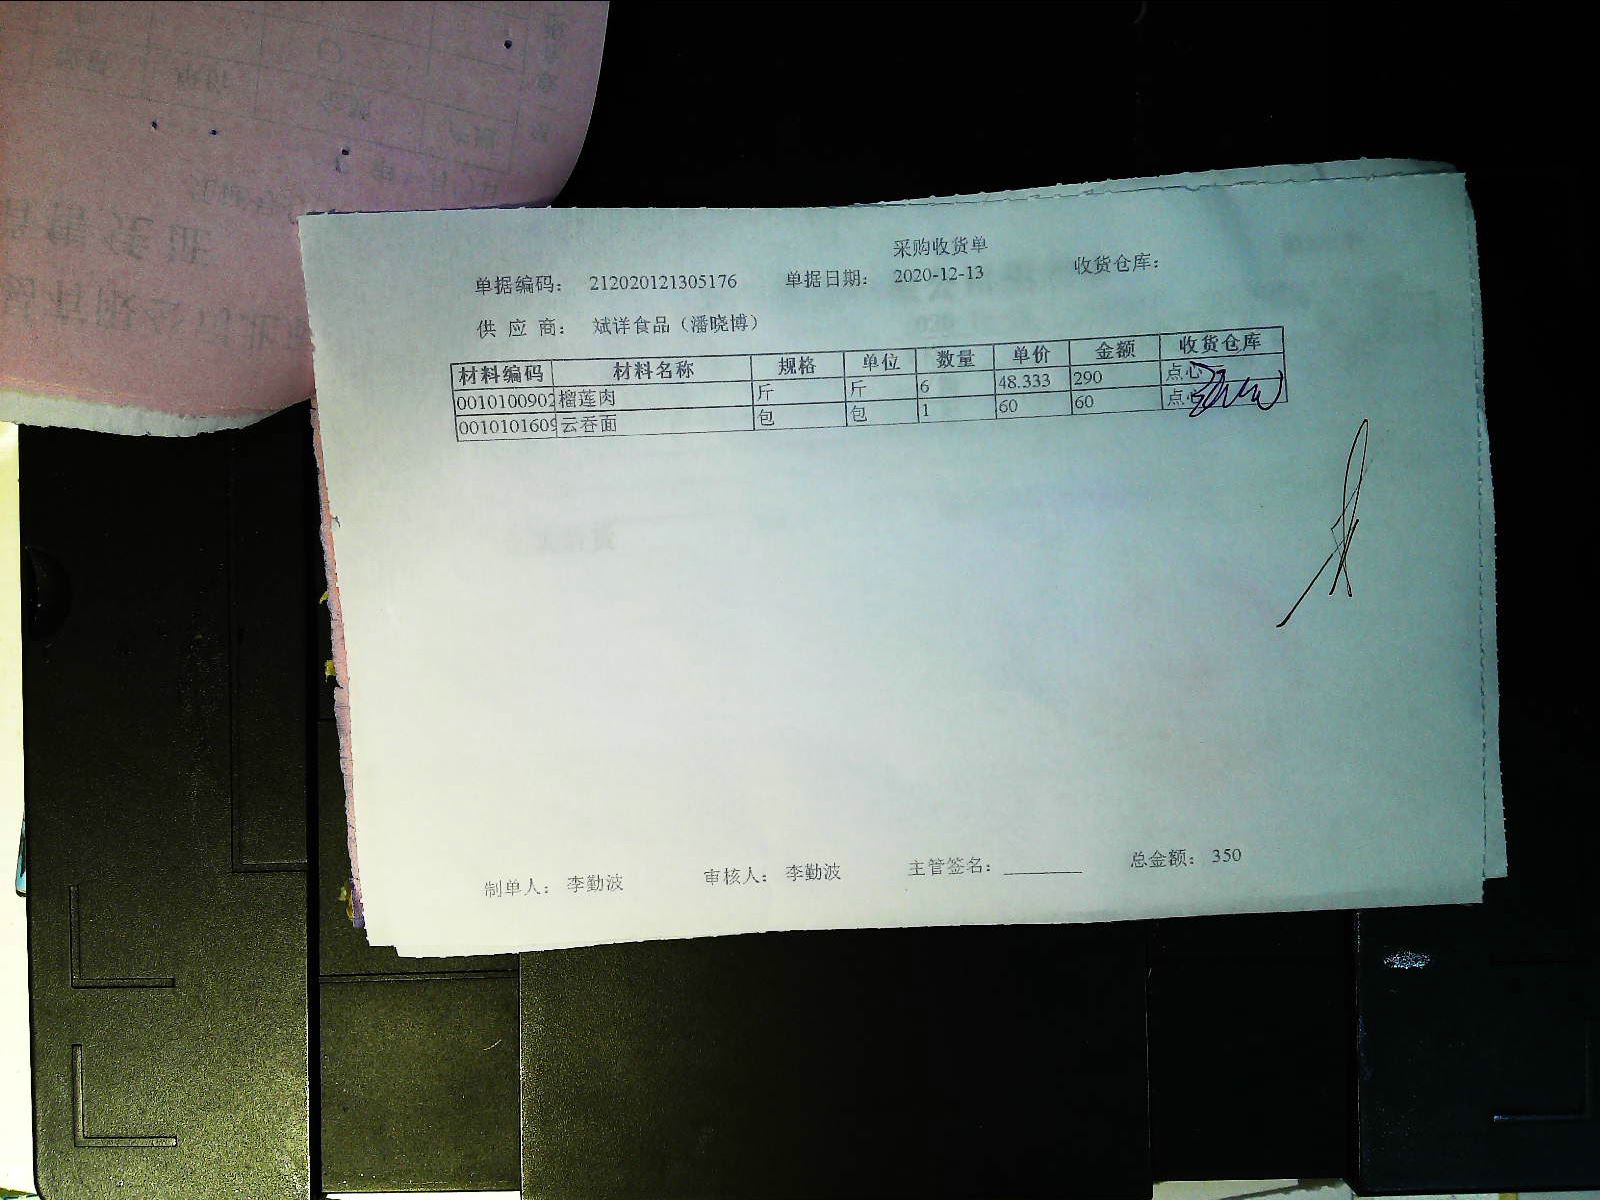 采购收货单
单据编码: 212020121305176 单据日期: 2020-12-13 收货仓库:
供 应 商: 斌详食品（潘晓博）
材料编码 材料名称 规格 单位 数量 单价 金额 收货仓库
0010100902 榴莲肉 斤 斤 6 48.333 290 点心
0010101609 云吞面 包 包 1 60 60 点心
制单人: 李勤波 审核人: 李勤波 主管签名: ________ 总金额: 350